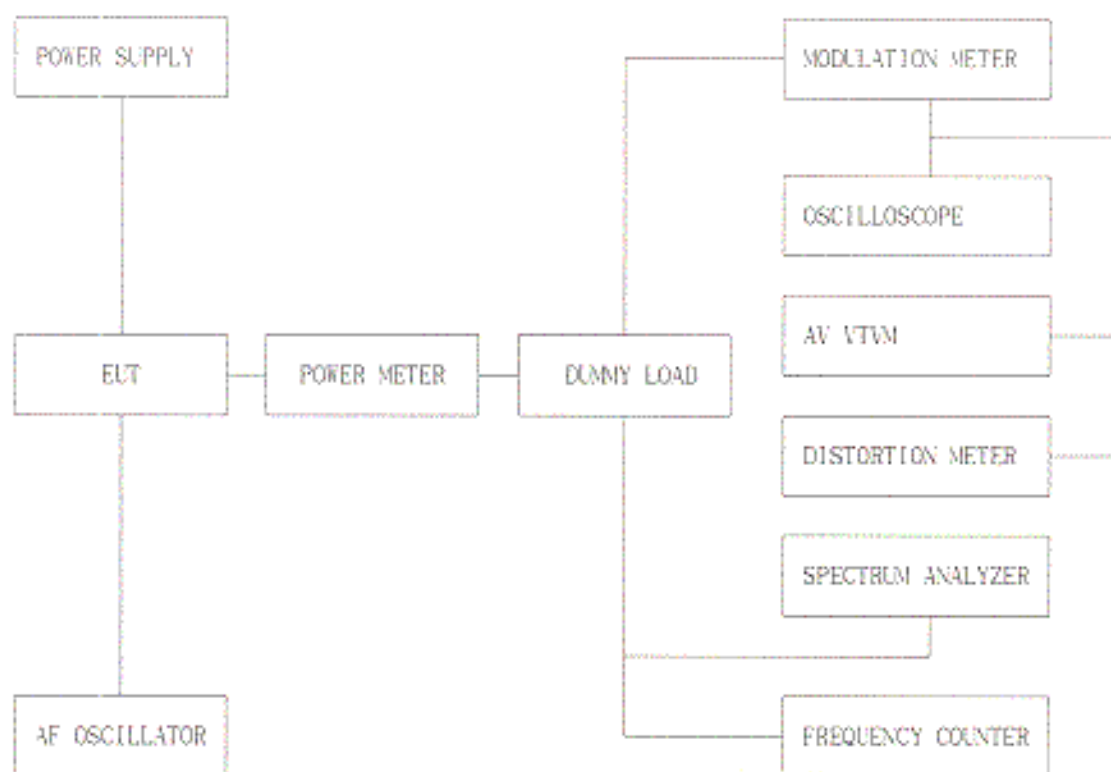 POWER SUPPLY
MODULATION METER
OSCILLOSCOPE
AV VTVM
EUT
POWER METER
DUMMY LOAD
DISTORTION METER
SPECTRUM ANALYZER
AF OSCILLATOR
FREQUENCY COUNTER